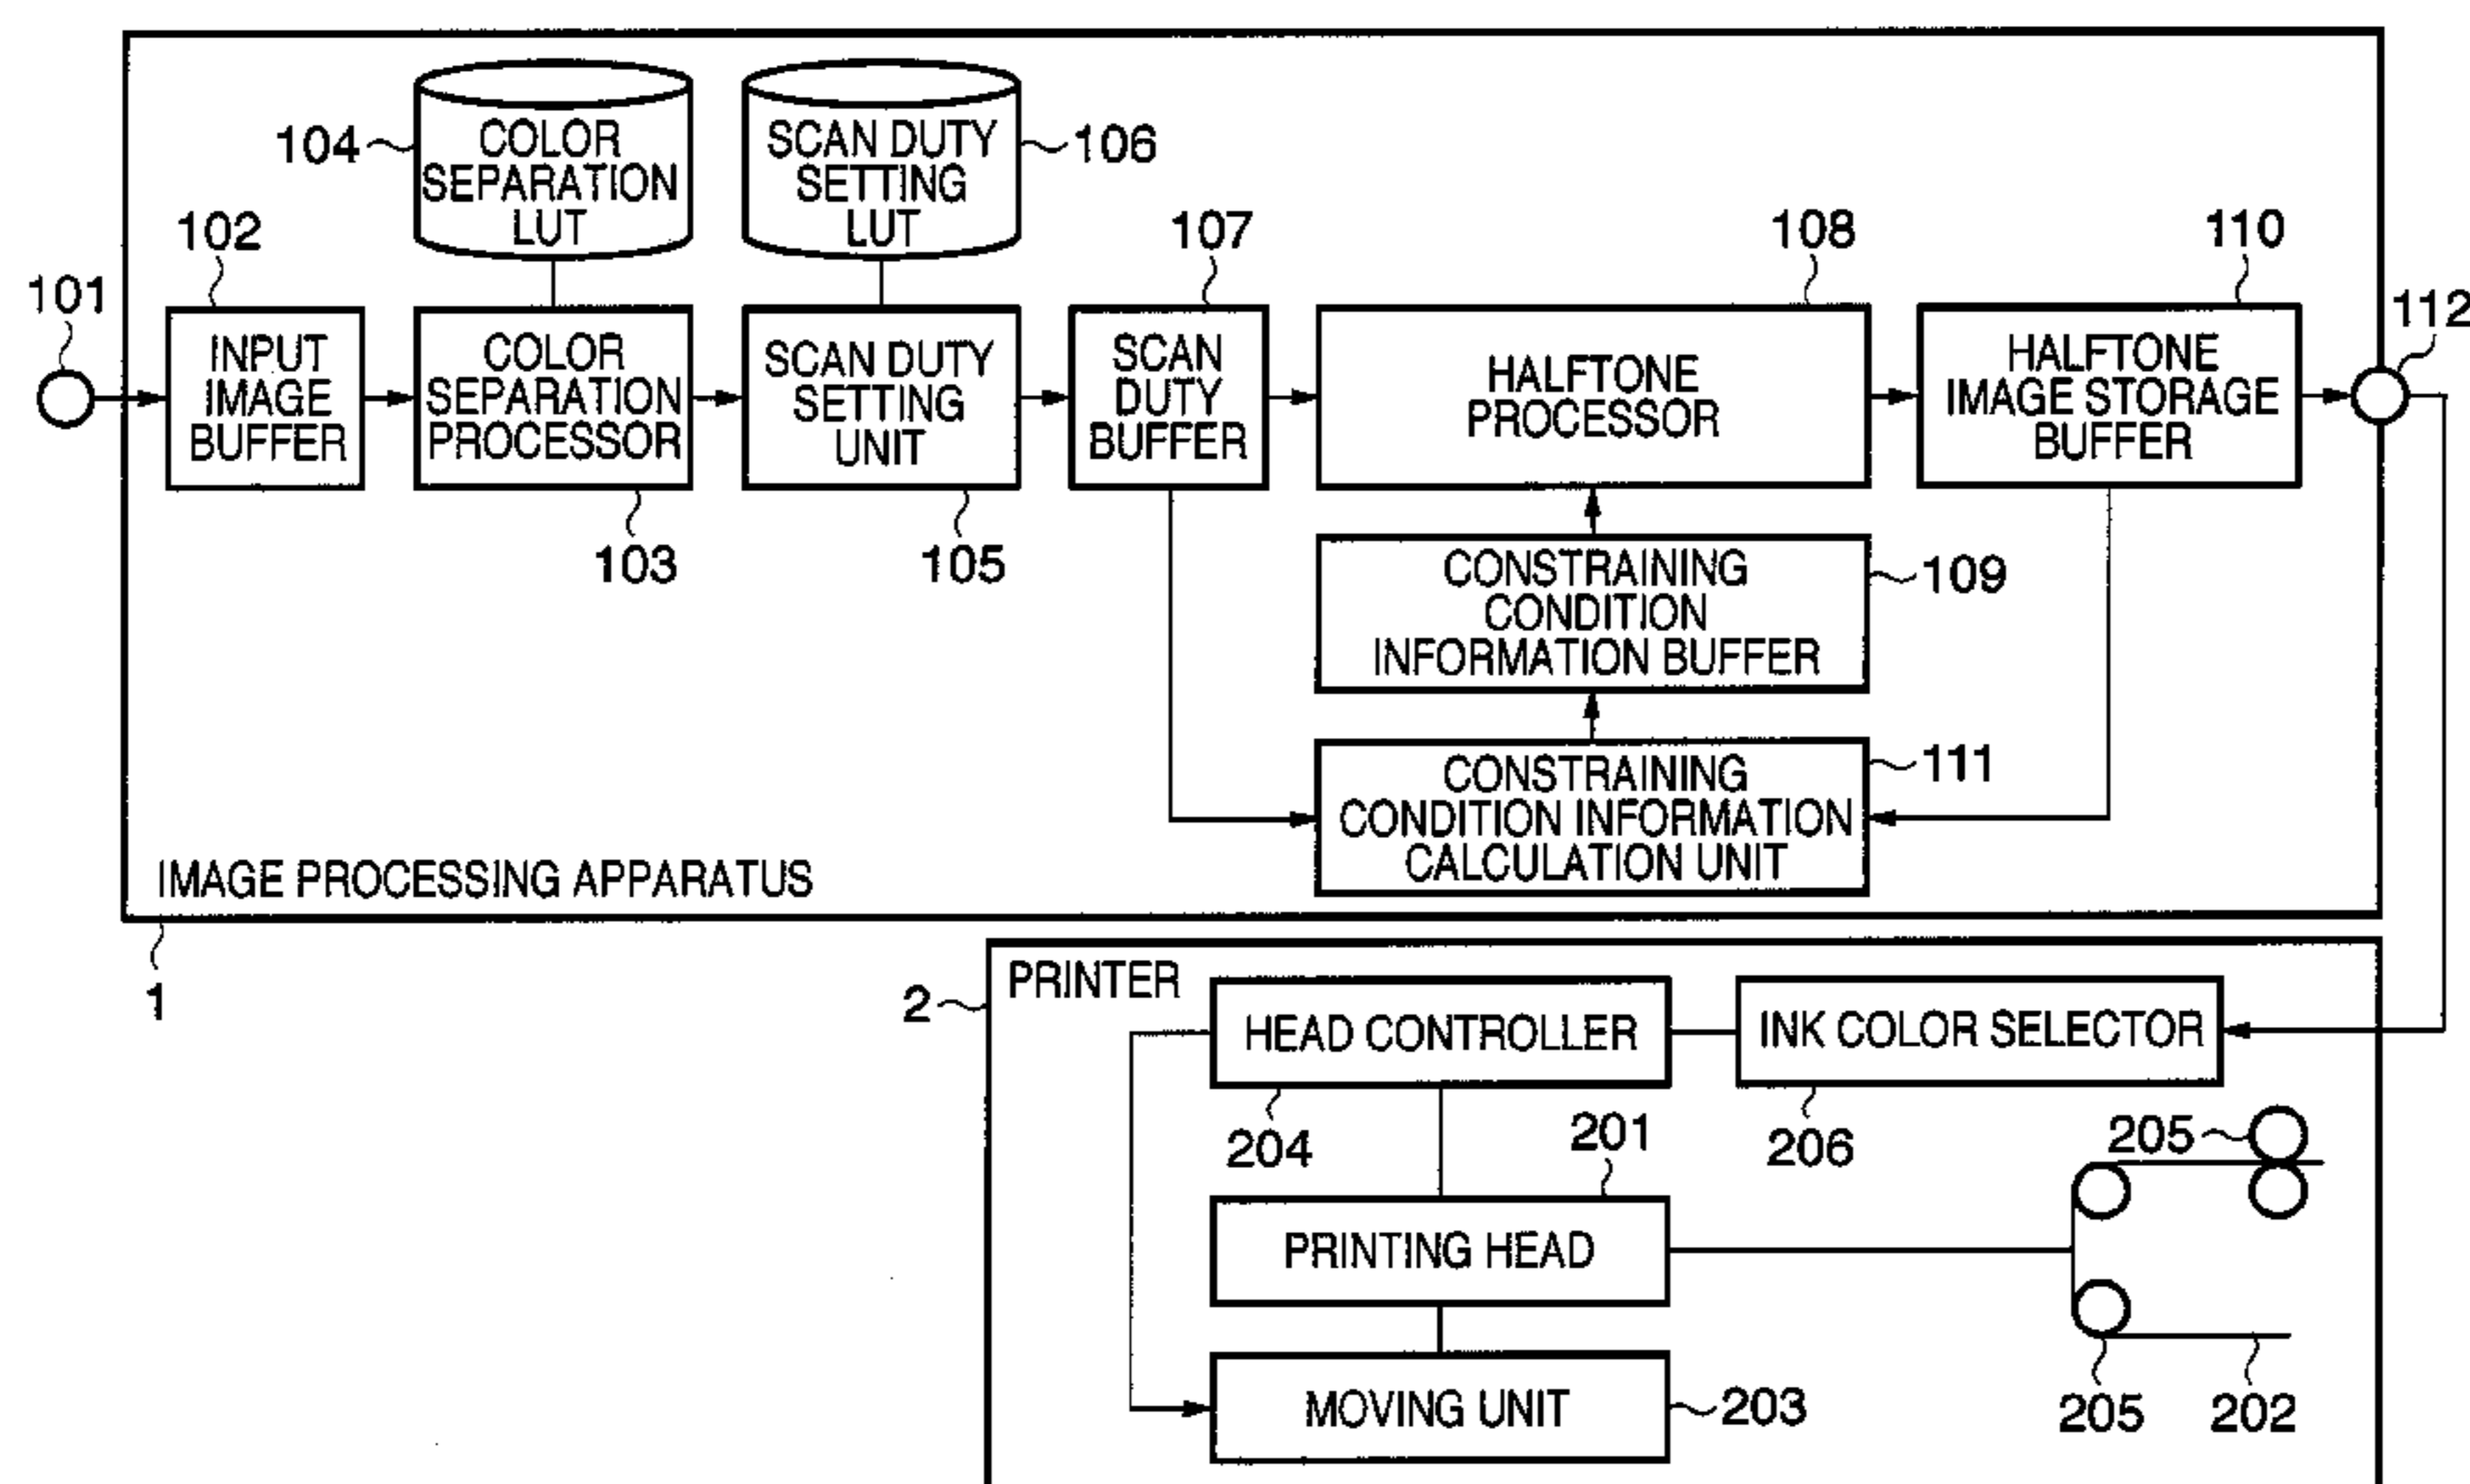 104
COLOR
SEPARATION
LUT
SCAN DUTY
SETTING
LUT
106
101
102
107
108
110
112
INPUT
IMAGE
BUFFER
COLOR
SEPARATION
PROCESSOR
SCAN DUTY
SETTING
UNIT
SCAN
DUTY
BUFFER
HALFTONE
PROCESSOR
HALFTONE
IMAGE STORAGE
BUFFER
103
105
CONSTRAINING
CONDITION
INFORMATION BUFFER
109
CONSTRAINING
CONDITION INFORMATION
CALCULATION UNIT
111
IMAGE PROCESSING APPARATUS
1
2
PRINTER
HEAD CONTROLLER
INK COLOR SELECTOR
204
201
206
205
PRINTING HEAD
MOVING UNIT
203
205
202